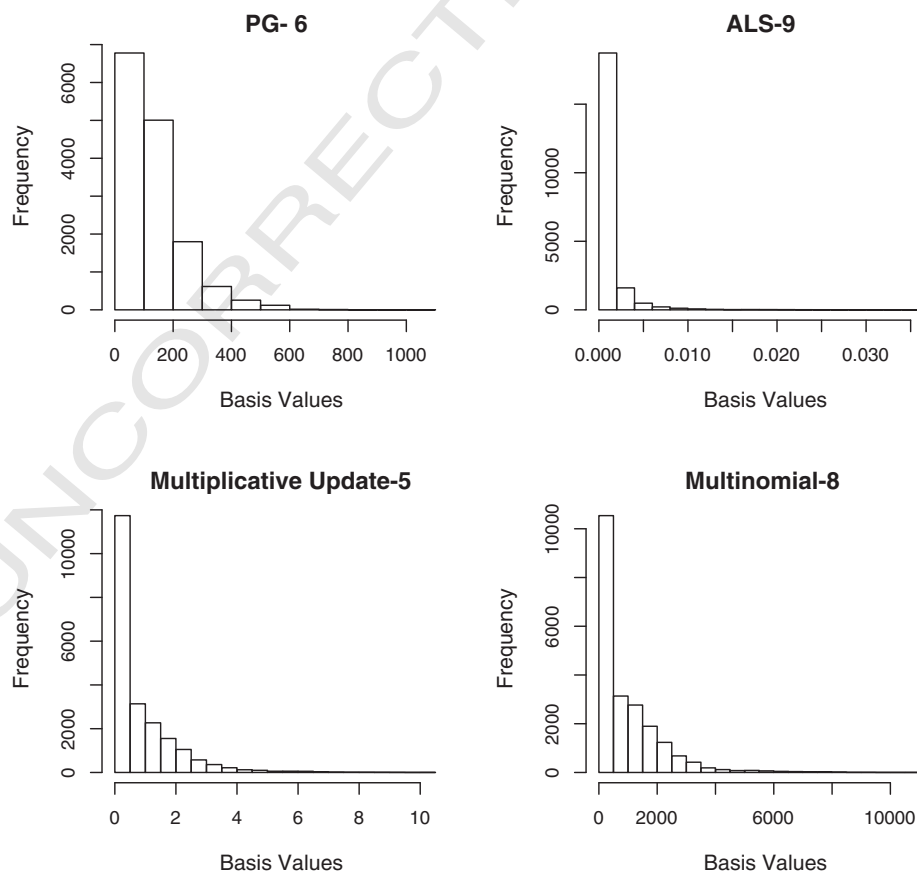 PG- 6
Frequency
0
2000
4000
6000
0 200 400 600 800 1000
Basis Values
ALS-9
Frequency
0
5000
10000
0.000 0.010 0.020 0.030
Basis Values
Multiplicative Update-5
Frequency
0
2000
6000
10000
0 2 4 6 8 10
Basis Values
Multinomial-8
Frequency
0
2000
6000
10000
0 2000 6000 10000
Basis Values
UNCORRECT